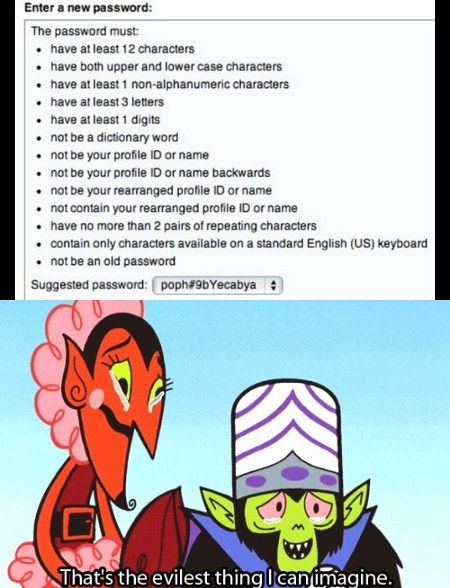 Enter a new password:
The password must:
• have at least 12 characters
• have both upper and lower case characters
• have at least 1 non-alphanumeric characters
• have at least 3 letters
• have at least 1 digits
• not be a dictionary word
• not be your profile ID or name
• not be your profile ID or name backwards
• not be your rearranged profile ID or name
• not contain your rearranged profile ID or name
• have no more than 2 pairs of repeating characters
• contain only characters available on a standard English (US) keyboard
• not be an old password
Suggested password: poph#9bYecabya
That's the evilest thing I can imagine.